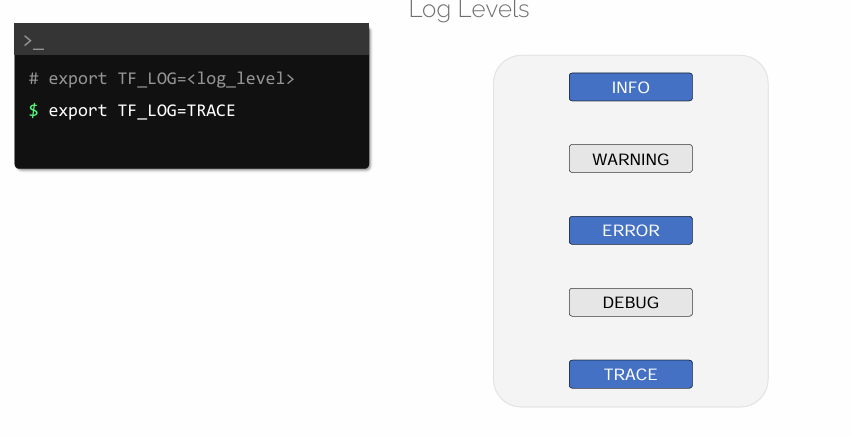 Log Levels
>_
# export TF_LOG=<log_level>
$ export TF_LOG=TRACE
INFO
WARNING
ERROR
DEBUG
TRACE